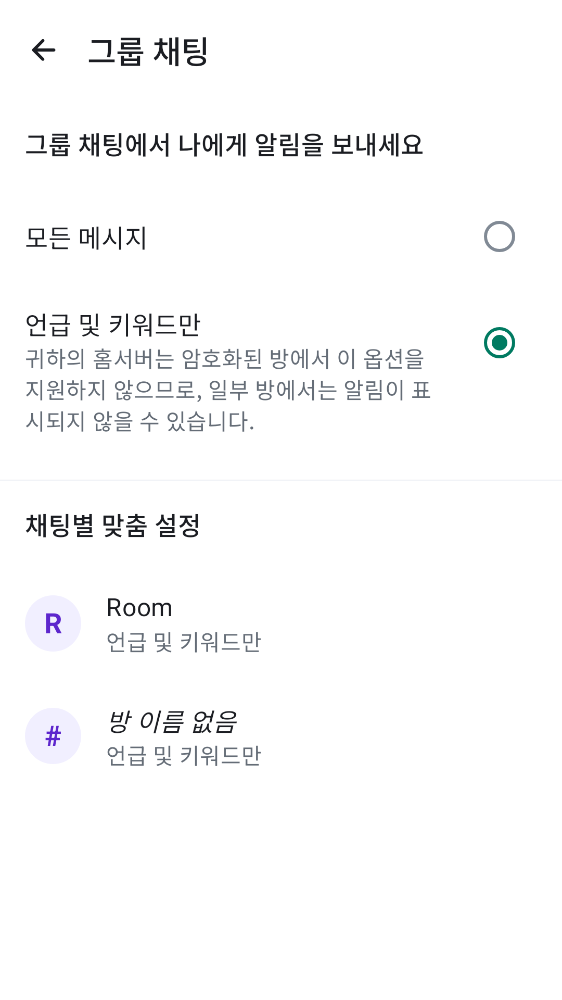 그룹 채팅
그룹 채팅에서 나에게 알림을 보내세요
모든 메시지
언급 및 키워드만
귀하의 홈서버는 암호화된 방에서 이 옵션을
지원하지 않으므로, 일부 방에서는 알림이 표
시되지 않을 수 있습니다.
채팅별 맞춤 설정
R
Room
언급 및 키워드만
#
방 이름 없음
언급 및 키워드만